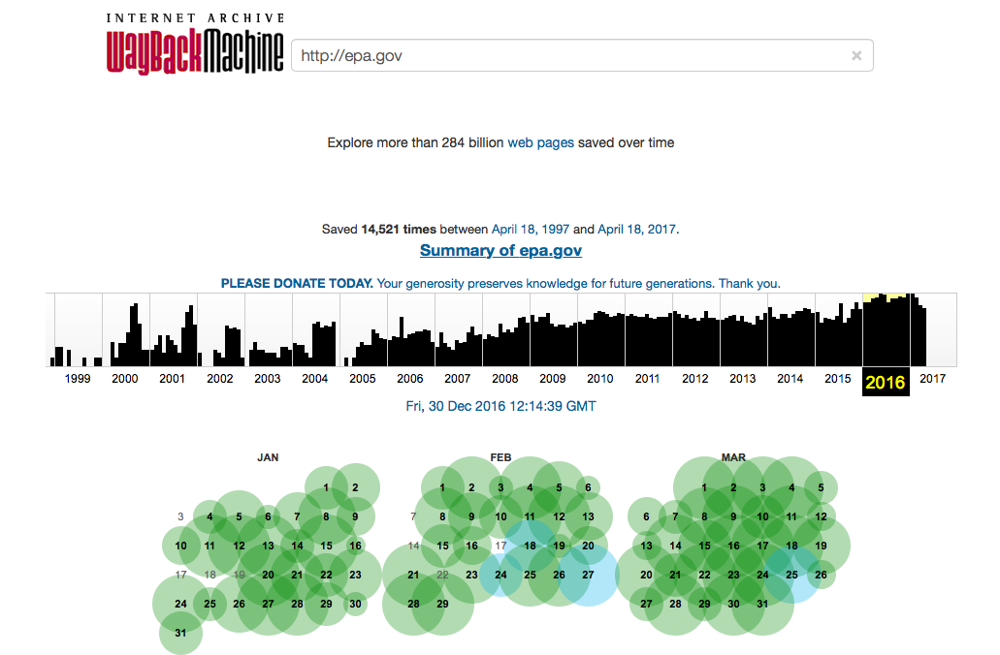 INTERNET ARCHIVE
WayBackMachine
http://epa.gov
×
Explore more than 284 billion web pages saved over time
Saved 14,521 times between April 18, 1997 and April 18, 2017.
Summary of epa.gov
PLEASE DONATE TODAY. Your generosity preserves knowledge for future generations. Thank you.
1999 2000 2001 2002 2003 2004 2005 2006 2007 2008 2009 2010 2011 2012 2013 2014 2015 2016 2017
Fri, 30 Dec 2016 12:14:39 GMT
JAN FEB MAR
1 2 1 2 3 4 5 6 1 2 3 4 5
3 4 5 6 7 8 9 7 8 9 10 11 12 13 6 7 8 9 10 11 12
10 11 12 13 14 15 16 14 15 16 17 18 19 20 13 14 15 16 17 18 19
17 18 19 20 21 22 23 21 22 23 24 25 26 27 20 21 22 23 24 25 26
24 25 26 27 28 29 30 28 29 27 28 29 30 31
31